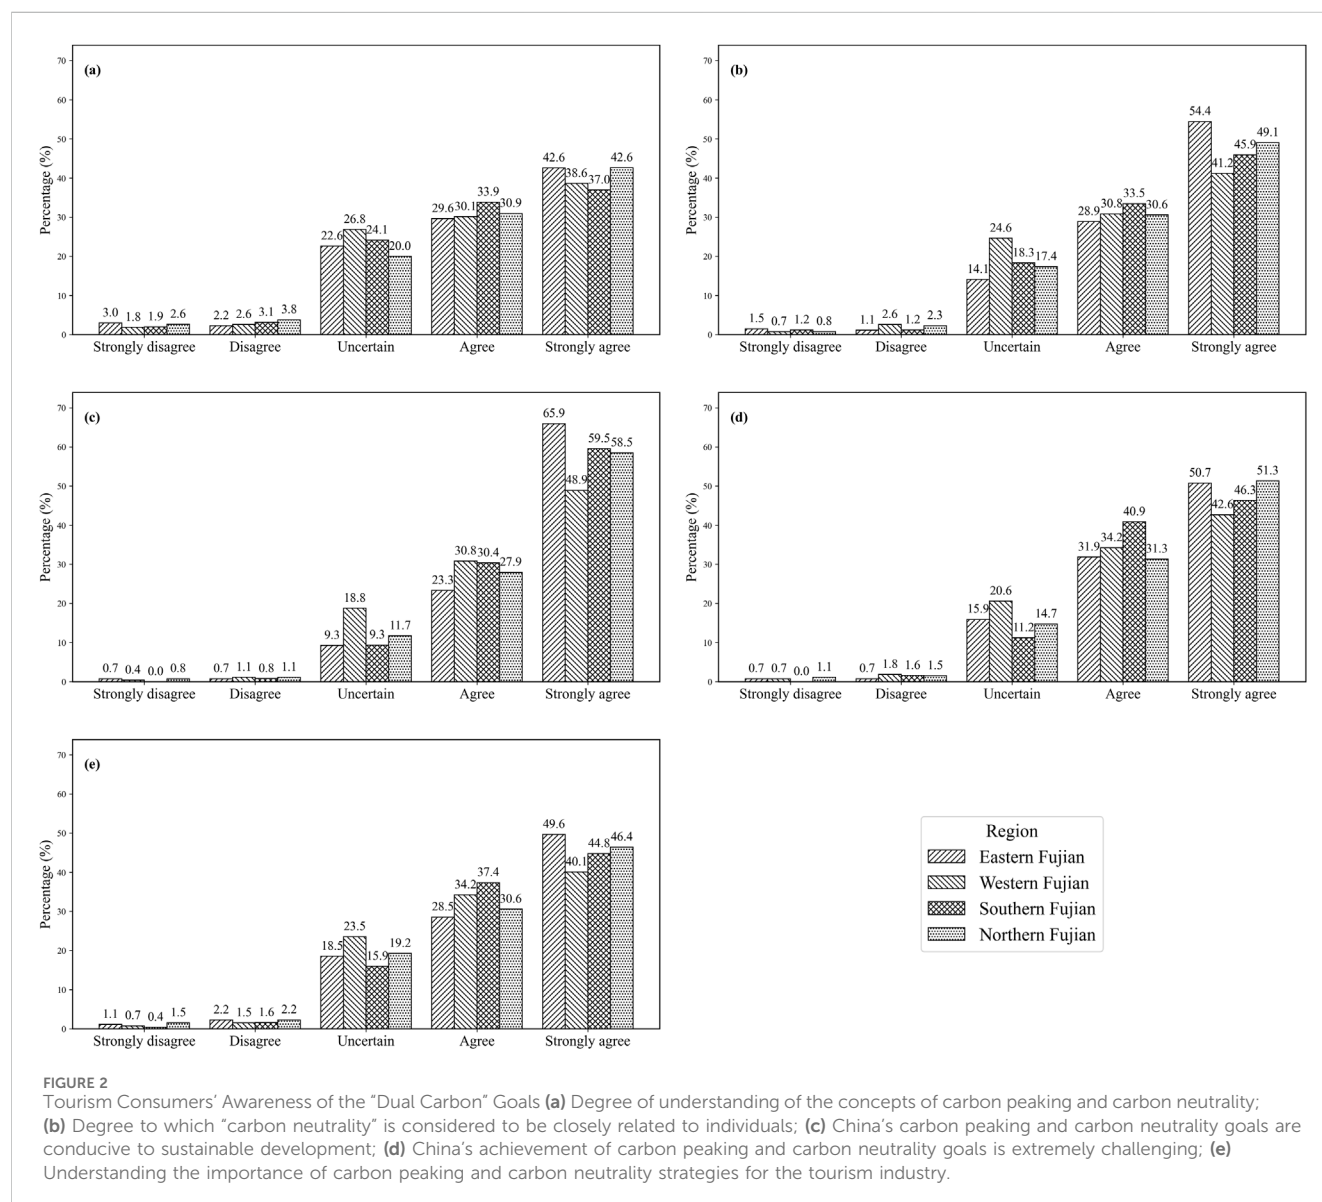 (a)
Percentage (%)
70
60
50
40
30
20
10
0
3.0 1.8 1.9 2.6
2.2 2.6 3.1 3.8
22.6 26.8 24.1 20.0
29.6 30.1 33.9 30.9
42.6 38.6 37.0 42.6
Strongly disagree Disagree Uncertain Agree Strongly agree
(b)
Percentage (%)
70
60
50
40
30
20
10
0
1.5 0.7 1.2 0.8
1.1 2.6 1.2 2.3
14.1 24.6 18.3 17.4
28.9 30.8 33.5 30.6
54.4 41.2 45.9 49.1
Strongly disagree Disagree Uncertain Agree Strongly agree
(c)
Percentage (%)
70
60
50
40
30
20
10
0
0.7 0.4 0.0 0.8
0.7 1.1 0.8 1.1
9.3 18.8 9.3 11.7
23.3 30.8 30.4 27.9
65.9 48.9 59.5 58.5
Strongly disagree Disagree Uncertain Agree Strongly agree
(d)
Percentage (%)
70
60
50
40
30
20
10
0
0.7 0.7 0.0 1.1
0.7 1.8 1.6 1.5
15.9 20.6 11.2 14.7
31.9 34.2 40.9 31.3
50.7 42.6 46.3 51.3
Strongly disagree Disagree Uncertain Agree Strongly agree
(e)
Percentage (%)
70
60
50
40
30
20
10
0
1.1 0.7 0.4 1.5
2.2 1.5 1.6 2.2
18.5 23.5 15.9 19.2
28.5 34.2 37.4 30.6
49.6 40.1 44.8 46.4
Strongly disagree Disagree Uncertain Agree Strongly agree
Region
Eastern Fujian
Western Fujian
Southern Fujian
Northern Fujian
FIGURE 2
Tourism Consumers' Awareness of the "Dual Carbon" Goals (a) Degree of understanding of the concepts of carbon peaking and carbon neutrality;
(b) Degree to which "carbon neutrality" is considered to be closely related to individuals; (c) China's carbon peaking and carbon neutrality goals are
conducive to sustainable development; (d) China's achievement of carbon peaking and carbon neutrality goals is extremely challenging; (e)
Understanding the importance of carbon peaking and carbon neutrality strategies for the tourism industry.